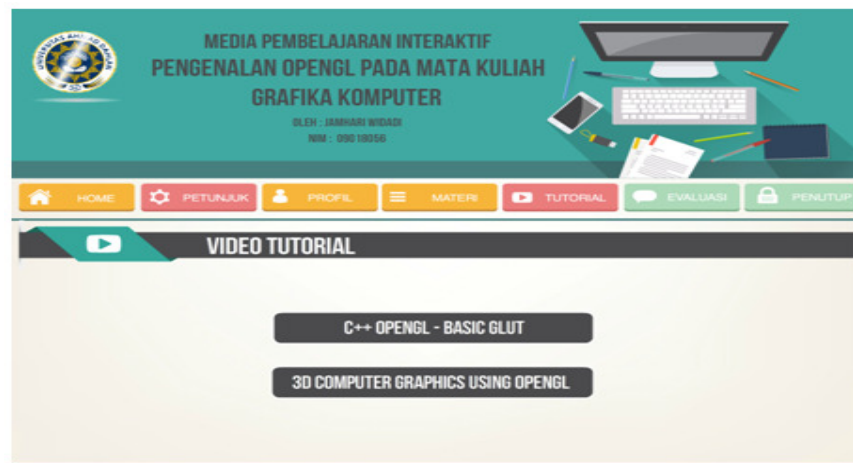 MEDIA PEMBELAJARAN INTERAKTIF
PENGENALAN OPENGL PADA MATA KULIAH
GRAFIKA KOMPUTER
OLEH : JAMHARI WIDADI
NIM : 09018056
HOME
PETUNJUK
PROFIL
MATERI
TUTORIAL
EVALUASI
PENUTUP
VIDEO TUTORIAL
C++ OPENGL - BASIC GLUT
3D COMPUTER GRAPHICS USING OPENGL